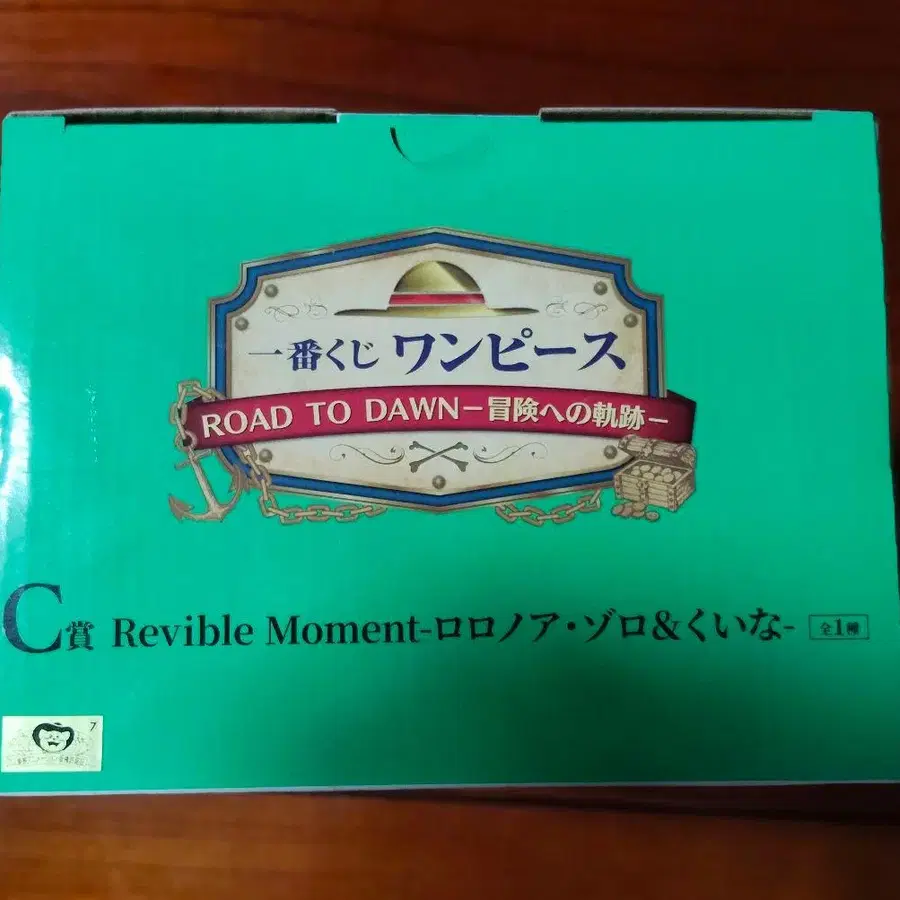 一番くじ ワンピース
ROAD TO DAWN－冒険への軌跡－
C賞 Revible Moment-ロロノア・ゾロ&くいな- 全1種
7